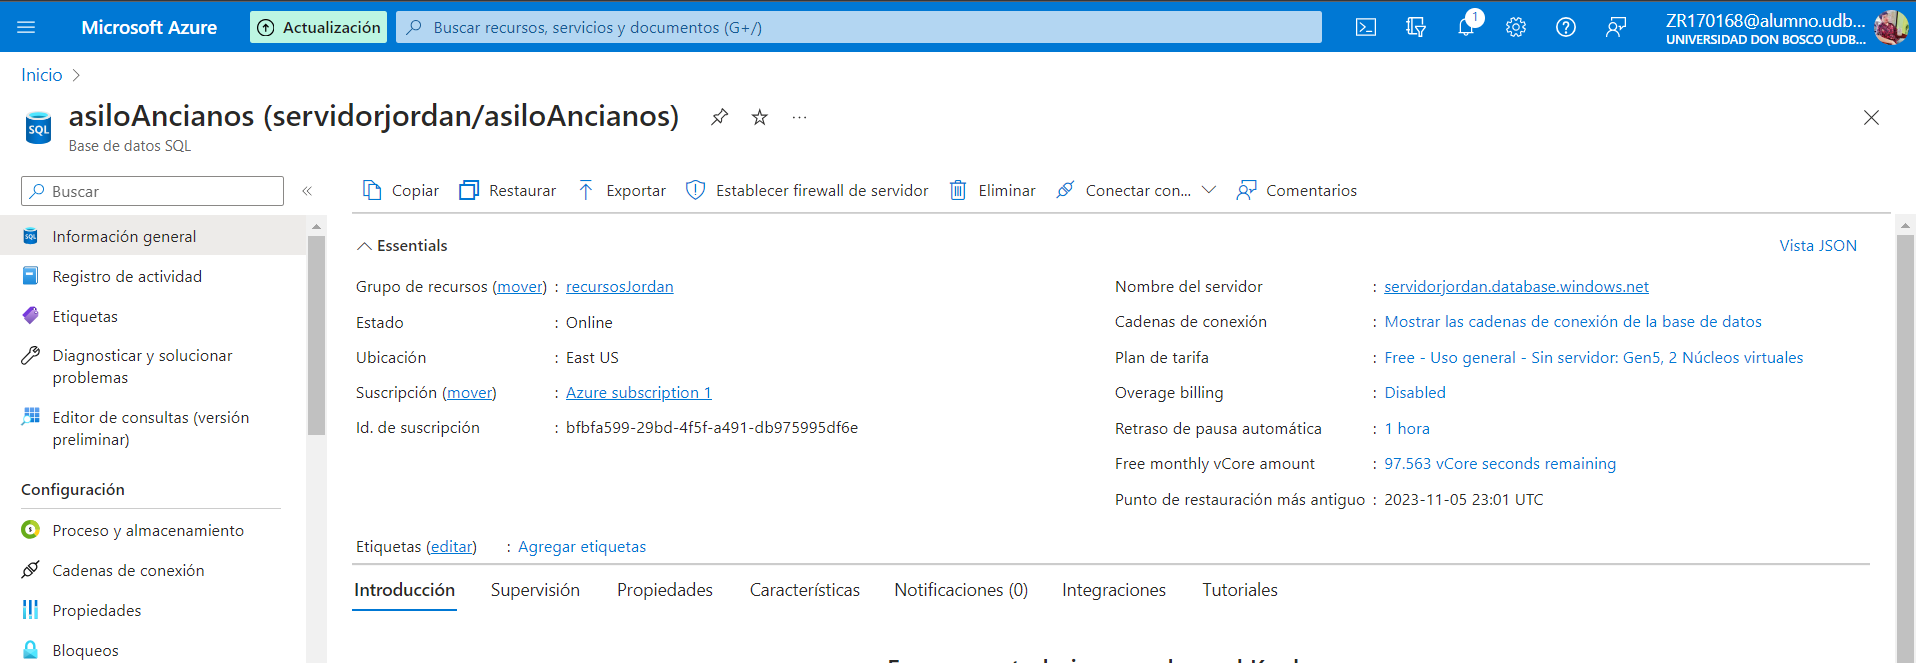 Microsoft Azure
Actualización
Buscar recursos, servicios y documentos (G+/)
1
ZR170168@alumno.udb...
UNIVERSIDAD DON BOSCO (UDB...
Inicio
SQL
asiloAncianos (servidorjordan/asiloAncianos)
Base de datos SQL
Buscar
Copiar
Restaurar
Exportar
Establecer firewall de servidor
Eliminar
Conectar con...
Comentarios
Información general
Registro de actividad
Etiquetas
Diagnosticar y solucionar
problemas
Editor de consultas (versión
preliminar)
Configuración
Proceso y almacenamiento
Cadenas de conexión
Propiedades
Bloqueos
Essentials
Vista JSON
Grupo de recursos (mover) : recursosJordan
Estado : Online
Ubicación : East US
Suscripción (mover) : Azure subscription 1
Id. de suscripción : bfbfa599-29bd-4f5f-a491-db975995df6e
Nombre del servidor : servidorjordan.database.windows.net
Cadenas de conexión : Mostrar las cadenas de conexión de la base de datos
Plan de tarifa : Free - Uso general - Sin servidor: Gen5, 2 Núcleos virtuales
Overage billing : Disabled
Retraso de pausa automática : 1 hora
Free monthly vCore amount : 97.563 vCore seconds remaining
Punto de restauración más antiguo : 2023-11-05 23:01 UTC
Etiquetas (editar) : Agregar etiquetas
Introducción
Supervisión
Propiedades
Características
Notificaciones (0)
Integraciones
Tutoriales